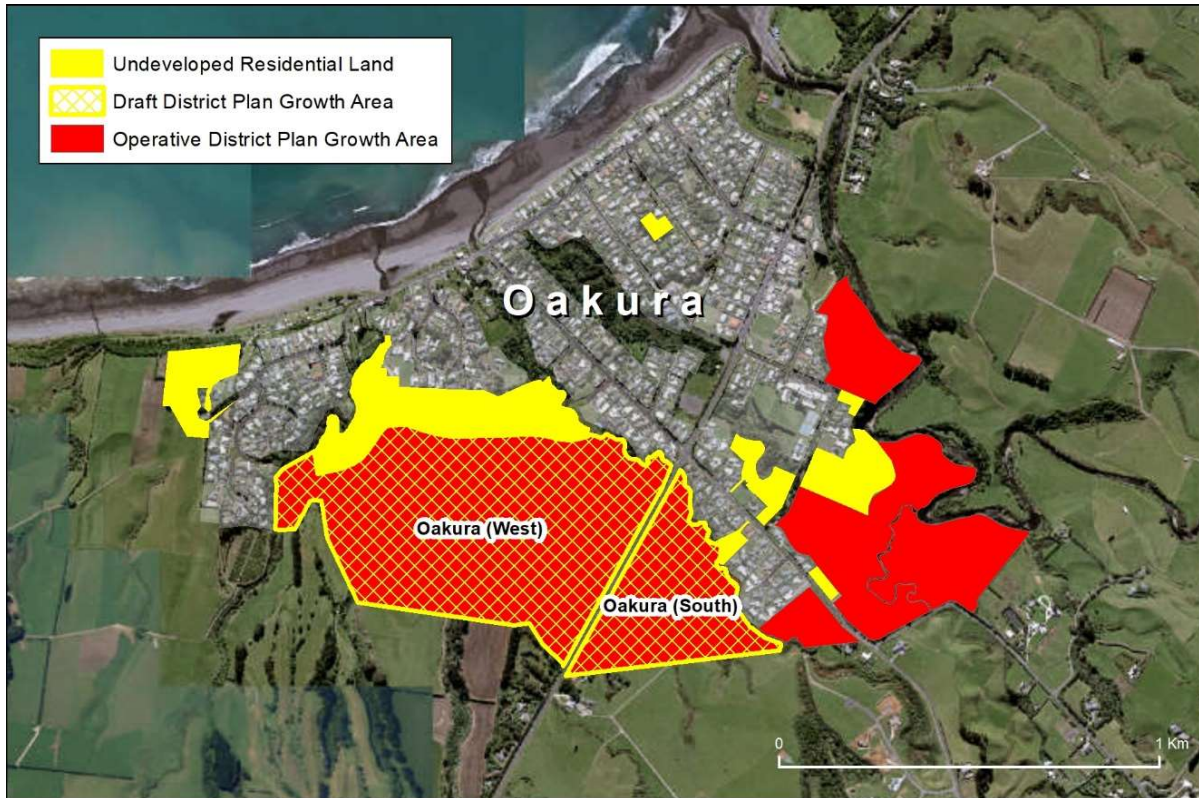 Undeveloped Residential Land
Draft District Plan Growth Area
Operative District Plan Growth Area
Oakura
Oakura (West)
Oakura (South)
0 1 Km